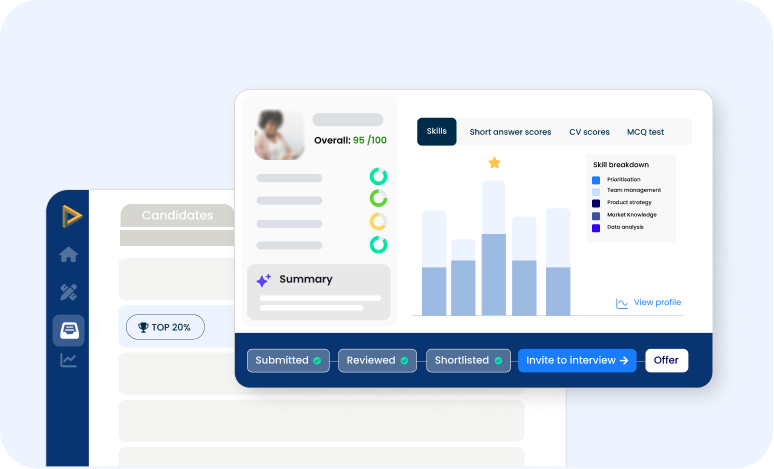 Candidates
TOP 20%
Overall: 95 /100
Summary
Skills
Short answer scores
CV scores
MCQ test
Skill breakdown
Prioritisation
Team management
Product strategy
Market Knowledge
Data analysis
View profile
Submitted
Reviewed
Shortlisted
Invite to interview
Offer